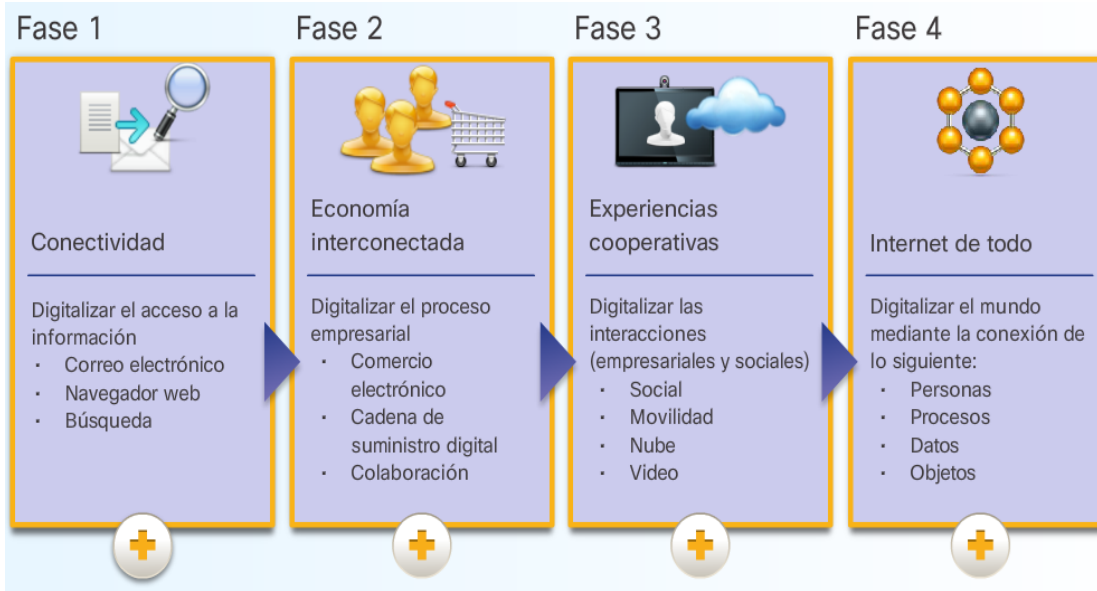 Fase 1
Conectividad
Digitalizar el acceso a la
información
· Correo electrónico
· Navegador web
· Búsqueda
Fase 2
Economía
interconectada
Digitalizar el proceso
empresarial
· Comercio
electrónico
· Cadena de
suministro digital
· Colaboración
Fase 3
Experiencias
cooperativas
Digitalizar las
interacciones
(empresariales y sociales)
· Social
· Movilidad
· Nube
· Video
Fase 4
Internet de todo
Digitalizar el mundo
mediante la conexión de
lo siguiente:
· Personas
· Procesos
· Datos
· Objetos